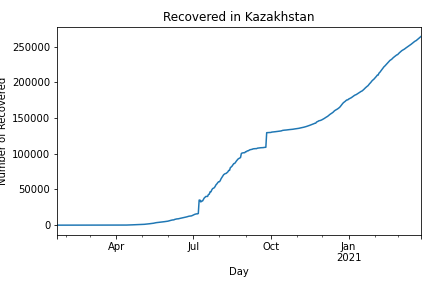 Recovered in Kazakhstan
Number of Recovered
250000
200000
150000
100000
50000
0
Apr
Jul
Oct
Jan
2021
Day